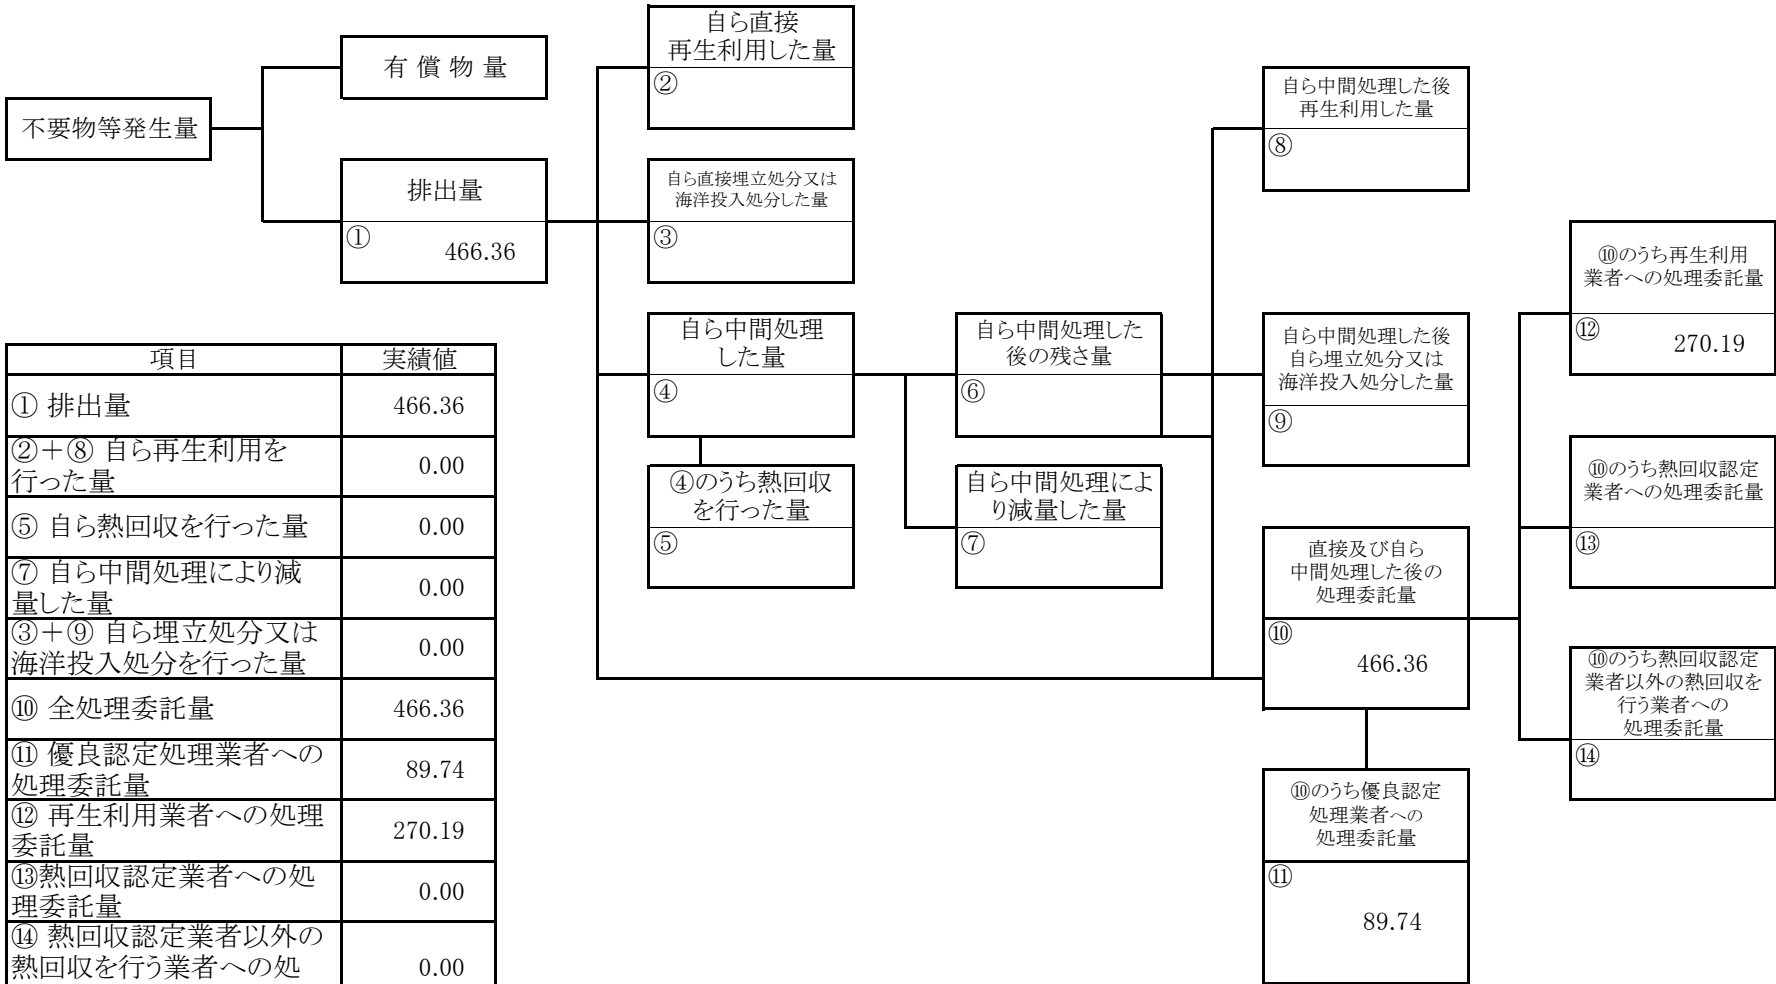 不要物等発生量
有 償 物 量
排出量
①
466.36
自ら直接
再生利用した量
②
自ら直接埋立処分又は
海洋投入処分した量
③
自ら中間処理
した量
④
④のうち熱回収
を行った量
⑤
自ら中間処理した
後の残さ量
⑥
自ら中間処理によ
り減量した量
⑦
自ら中間処理した後
再生利用した量
⑧
自ら中間処理した後
自ら埋立処分又は
海洋投入処分した量
⑨
直接及び自ら
中間処理した後の
処理委託量
⑩
466.36
⑩のうち優良認定
処理業者への
処理委託量
⑪
89.74
⑩のうち再生利用
業者への処理委託量
⑫
270.19
⑩のうち熱回収認定
業者への処理委託量
⑬
⑩のうち熱回収認定
業者以外の熱回収を
行う業者への
処理委託量
⑭
項目 実績値
① 排出量 466.36
②＋⑧ 自ら再生利用を
行った量 0.00
⑤ 自ら熱回収を行った量 0.00
⑦ 自ら中間処理により減
量した量 0.00
③＋⑨ 自ら埋立処分又は
海洋投入処分を行った量 0.00
⑩ 全処理委託量 466.36
⑪ 優良認定処理業者への
処理委託量 89.74
⑫ 再生利用業者への処理
委託量 270.19
⑬熱回収認定業者への処
理委託量 0.00
⑭ 熱回収認定業者以外の
熱回収を行う業者への処 0.00